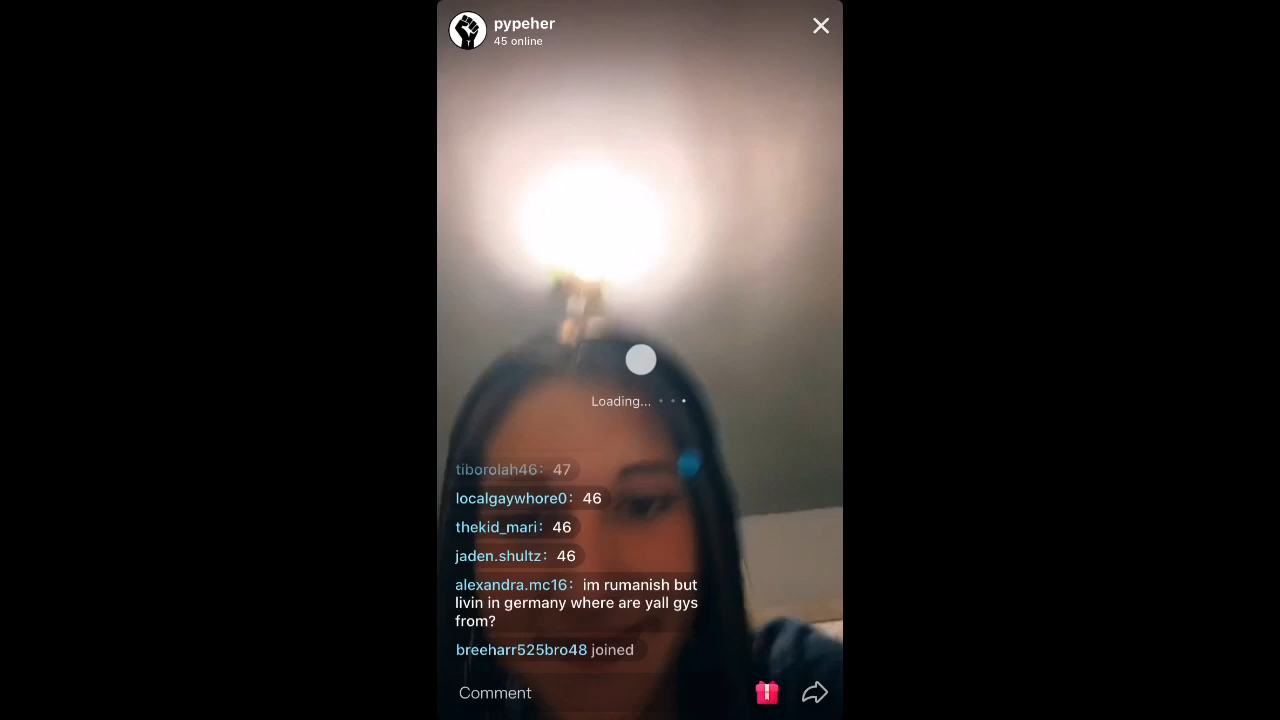 pypeher
45 online
Loading...
tiborolah46: 47
localgaywhore0: 46
thekid_mari: 46
jaden.shultz: 46
alexandra.mc16: im rumanish but
livin in germany where are yall gys
from?
breeharr525bro48 joined
Comment